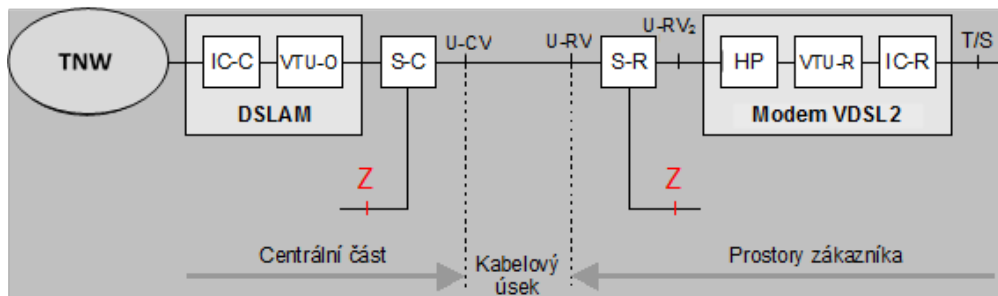 U-CV
U-RV
U-RV₂
T/S
TNW
IC-C
VTU-O
S-C
S-R
HP
VTU-R
IC-R
DSLAM
Modem VDSL2
Z
Z
Centrální část
Kabelový
úsek
Prostory zákazníka